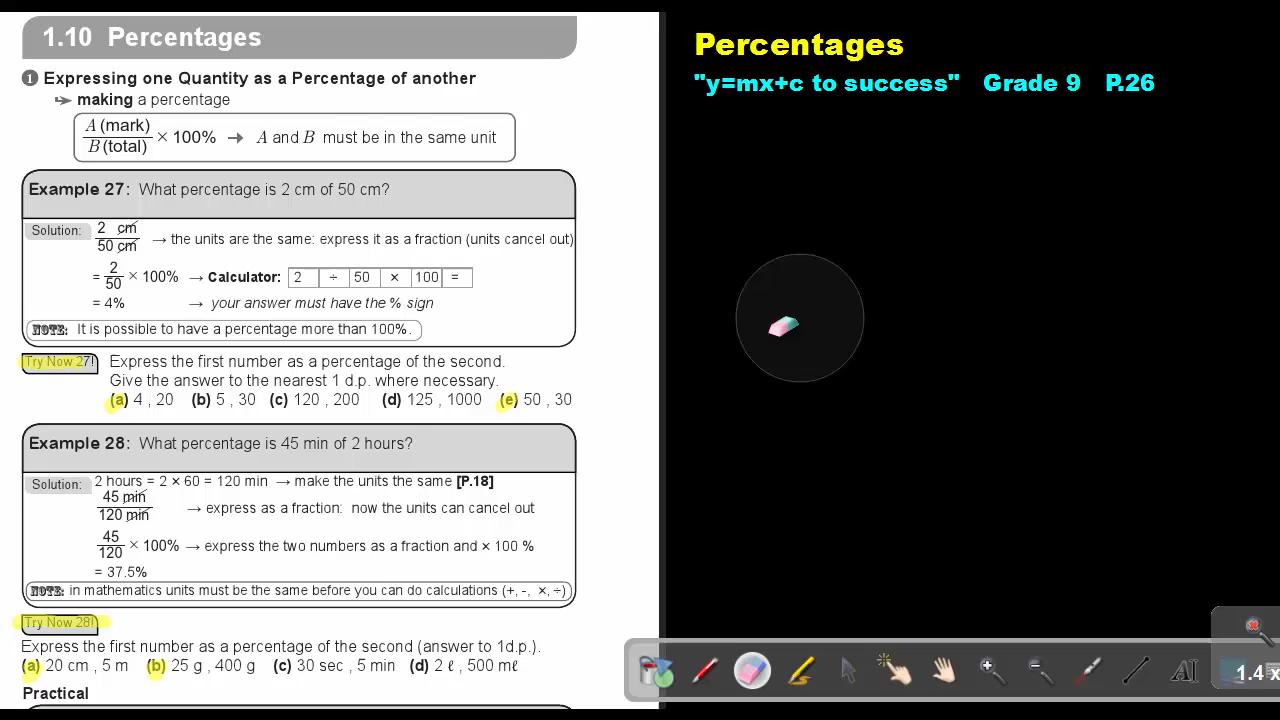 1.10 Percentages
❶ Expressing one Quantity as a Percentage of another
➳ making a percentage
A (mark) / B (total) × 100% → A and B must be in the same unit
Example 27: What percentage is 2 cm of 50 cm?
Solution: 2 cm / 50 cm → the units are the same: express it as a fraction (units cancel out)
= 2/50 × 100% → Calculator: 2 ÷ 50 × 100 =
= 4% → your answer must have the % sign
NOTE: It is possible to have a percentage more than 100%.
Try Now 27! Express the first number as a percentage of the second.
Give the answer to the nearest 1 d.p. where necessary.
(a) 4 , 20 (b) 5 , 30 (c) 120 , 200 (d) 125 , 1000 (e) 50 , 30
Example 28: What percentage is 45 min of 2 hours?
Solution: 2 hours = 2 × 60 = 120 min → make the units the same [P.18]
45 min / 120 min → express as a fraction: now the units can cancel out
45/120 × 100% → express the two numbers as a fraction and × 100 %
= 37.5%
NOTE: in mathematics units must be the same before you can do calculations (+, -, ×, ÷)
Try Now 28!
Express the first number as a percentage of the second (answer to 1d.p.).
(a) 20 cm , 5 m (b) 25 g , 400 g (c) 30 sec , 5 min (d) 2 ℓ , 500 mℓ
Practical
Percentages
"y=mx+c to success" Grade 9 P.26
AI
1.4 x